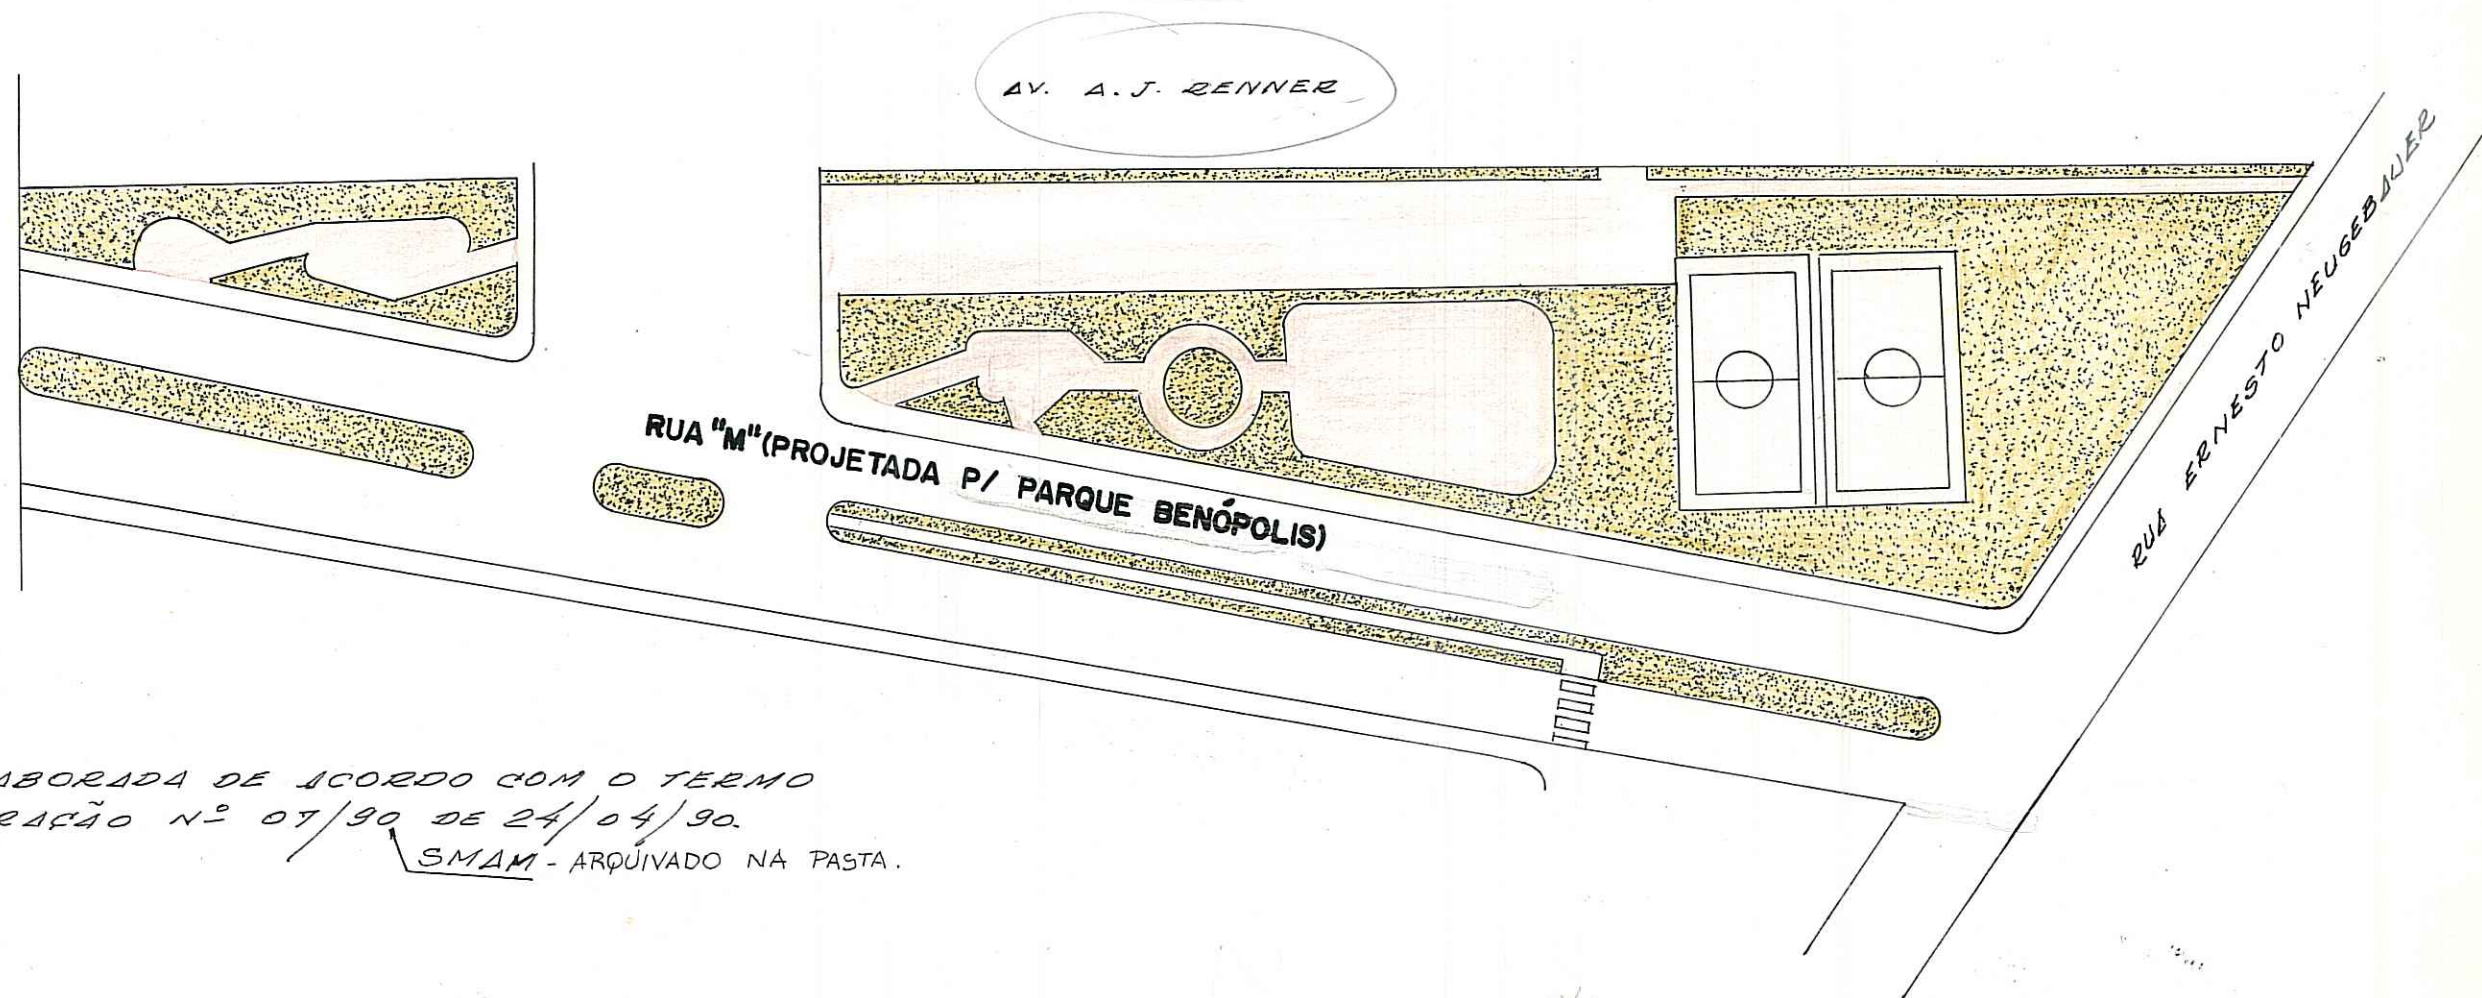 AV. A.J. RENNER
RUA ERNESTO NEUGEBAUER
RUA "M" (PROJETADA P/ PARQUE BENÓPOLIS)
ABORADA DE ACORDO COM O TERMO
RAÇÃO Nº 07/90 DE 24/04/90.
SMAM - ARQUIVADO NA PASTA.